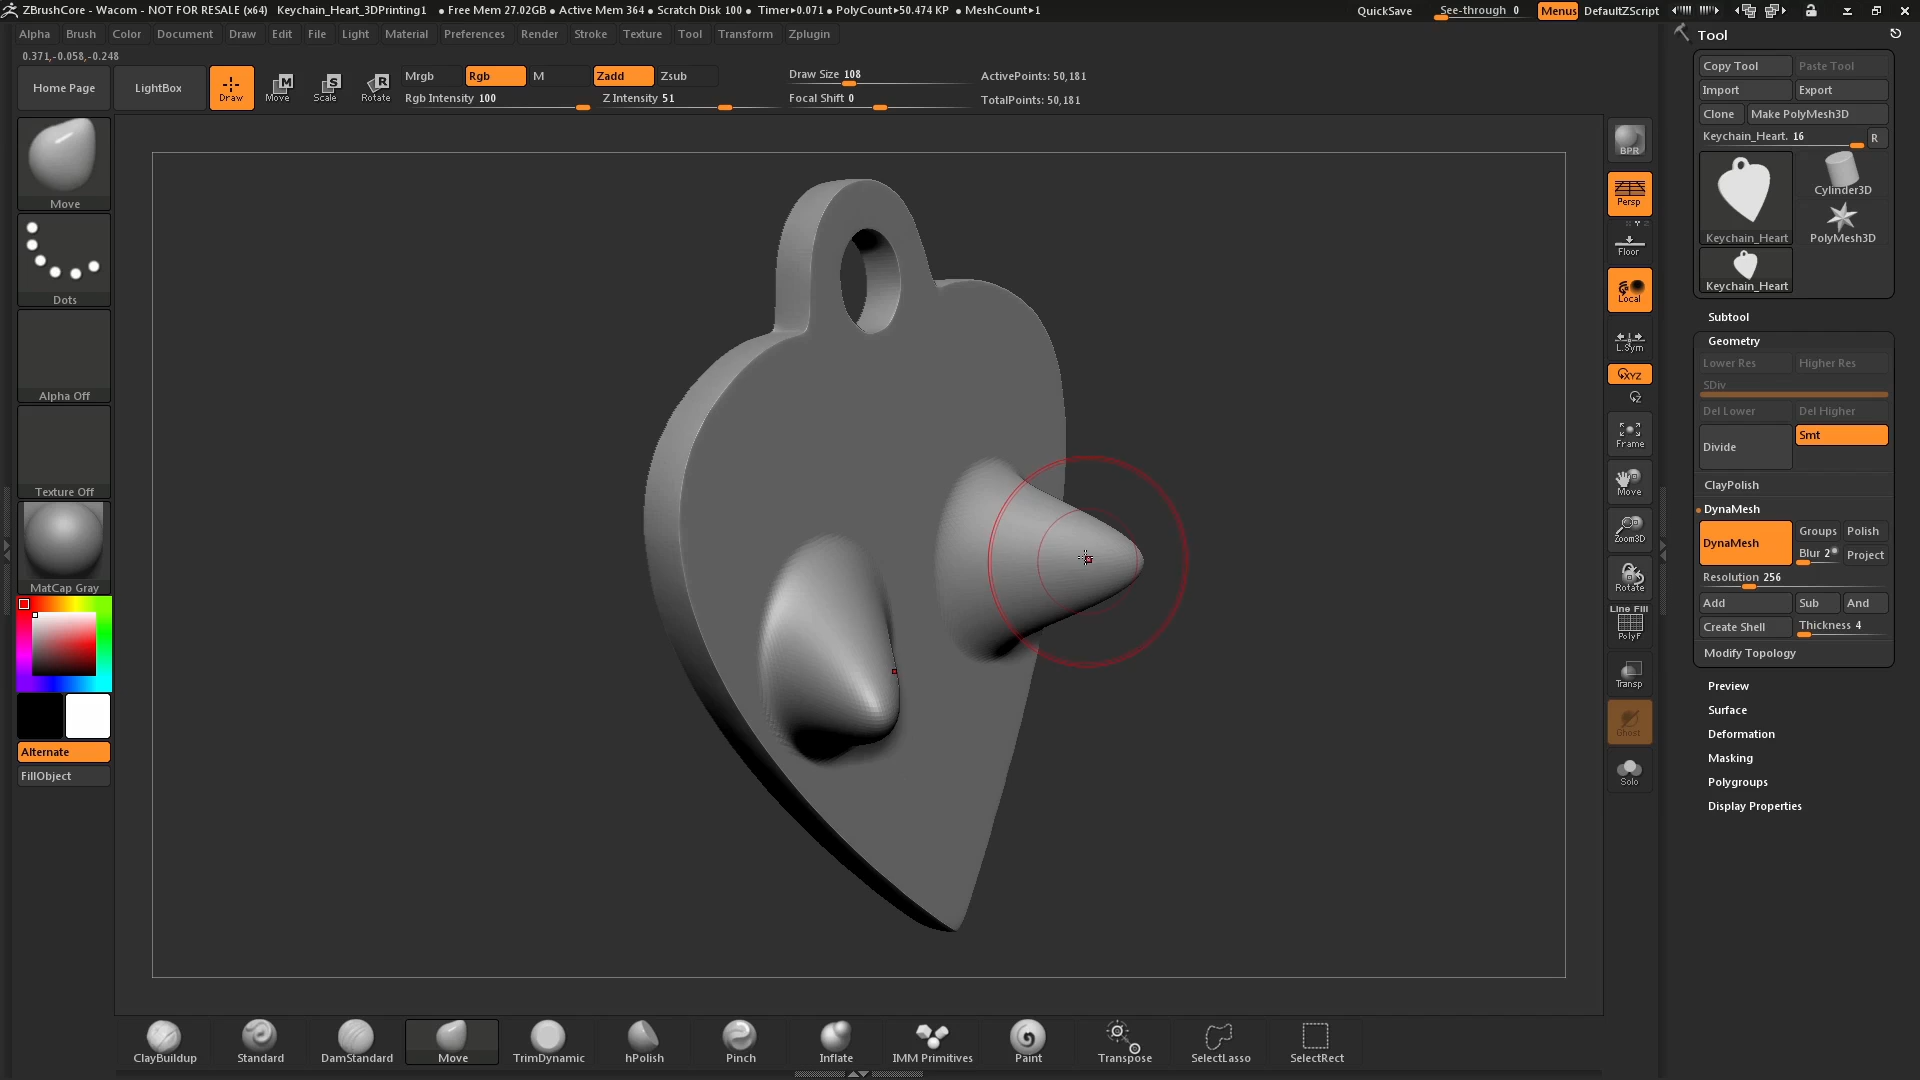 ZBrushCore - Wacom - NOT FOR RESALE (x64) Keychain_Heart_3DPrinting1 ● Free Mem 27.02GB ● Active Mem 364 ● Scratch Disk 100 ● Timer▸0.071 ● PolyCount▸50.474 KP ● MeshCount▸1 QuickSave See-through 0 Menus DefaultZScript
Alpha Brush Color Document Draw Edit File Light Material Preferences Render Stroke Texture Tool Transform Zplugin
0.371,-0.058,-0.248
Home Page
LightBox
Draw
Move
Scale
Rotate
Mrgb Rgb M Zadd Zsub
Rgb Intensity 100 Z Intensity 51
Draw Size 108
Focal Shift 0
ActivePoints: 50,181
TotalPoints: 50,181
Move
Dots
Alpha Off
Texture Off
MatCap Gray
Alternate
FillObject
BPR
Persp
Floor
Local
L.Sym
XYZ
Frame
Move
Zoom3D
Rotate
Line Fill
PolyF
Transp
Ghost
Solo
Tool
Copy Tool Paste Tool
Import Export
Clone Make PolyMesh3D
Keychain_Heart. 16 R
Keychain_Heart
Cylinder3D
PolyMesh3D
Keychain_Heart
Subtool
Geometry
Lower Res Higher Res
SDiv
Del Lower Del Higher
Divide Smt
ClayPolish
DynaMesh
DynaMesh Groups Polish
Blur 2 Project
Resolution 256
Add Sub And
Create Shell Thickness 4
Modify Topology
Preview
Surface
Deformation
Masking
Polygroups
Display Properties
ClayBuildup Standard DamStandard Move TrimDynamic hPolish Pinch Inflate IMM Primitives Paint Transpose SelectLasso SelectRect